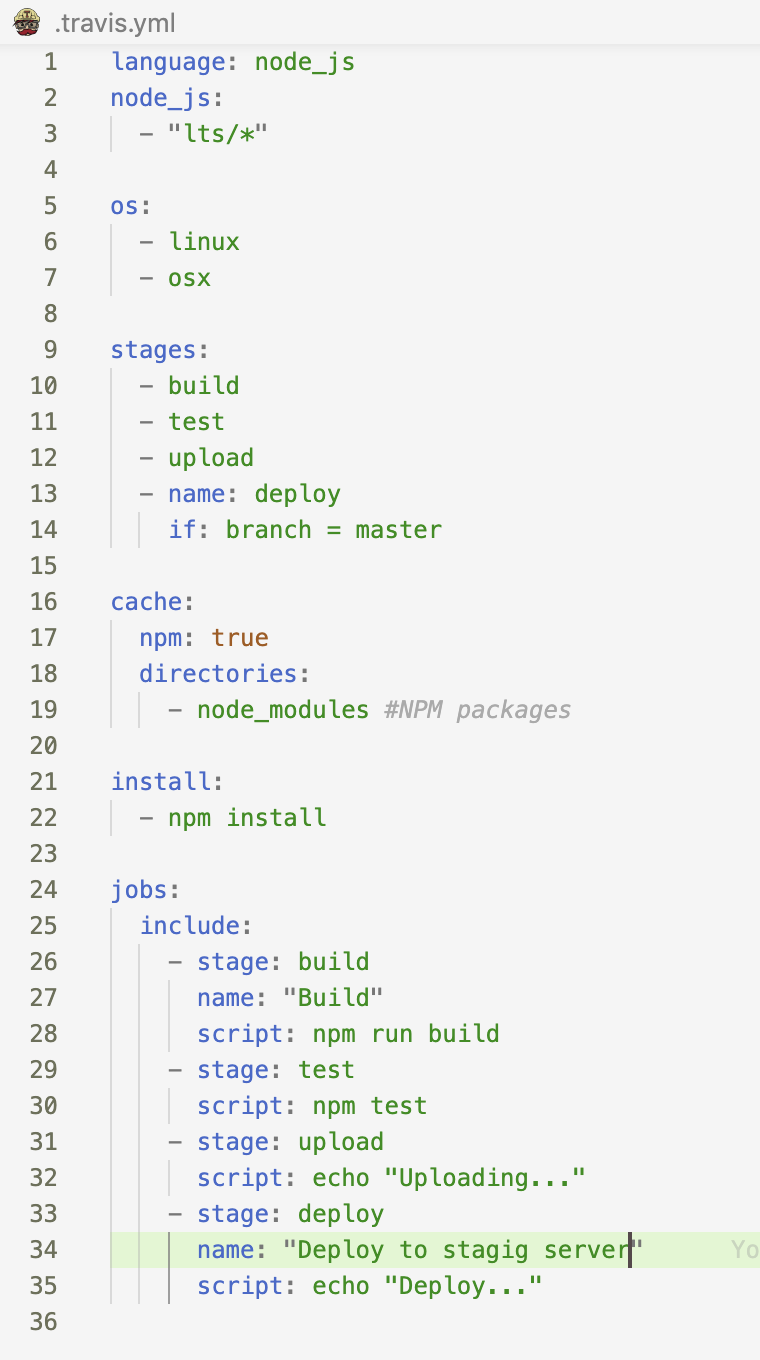 .travis.yml
1 language: node_js
2 node_js:
3 - "lts/*"
4
5 os:
6 - linux
7 - osx
8
9 stages:
10 - build
11 - test
12 - upload
13 - name: deploy
14 if: branch = master
15
16 cache:
17 npm: true
18 directories:
19 - node_modules #NPM packages
20
21 install:
22 - npm install
23
24 jobs:
25 include:
26 - stage: build
27 name: "Build"
28 script: npm run build
29 - stage: test
30 script: npm test
31 - stage: upload
32 script: echo "Uploading..."
33 - stage: deploy
34 name: "Deploy to stagig server" Yo
35 script: echo "Deploy..."
36